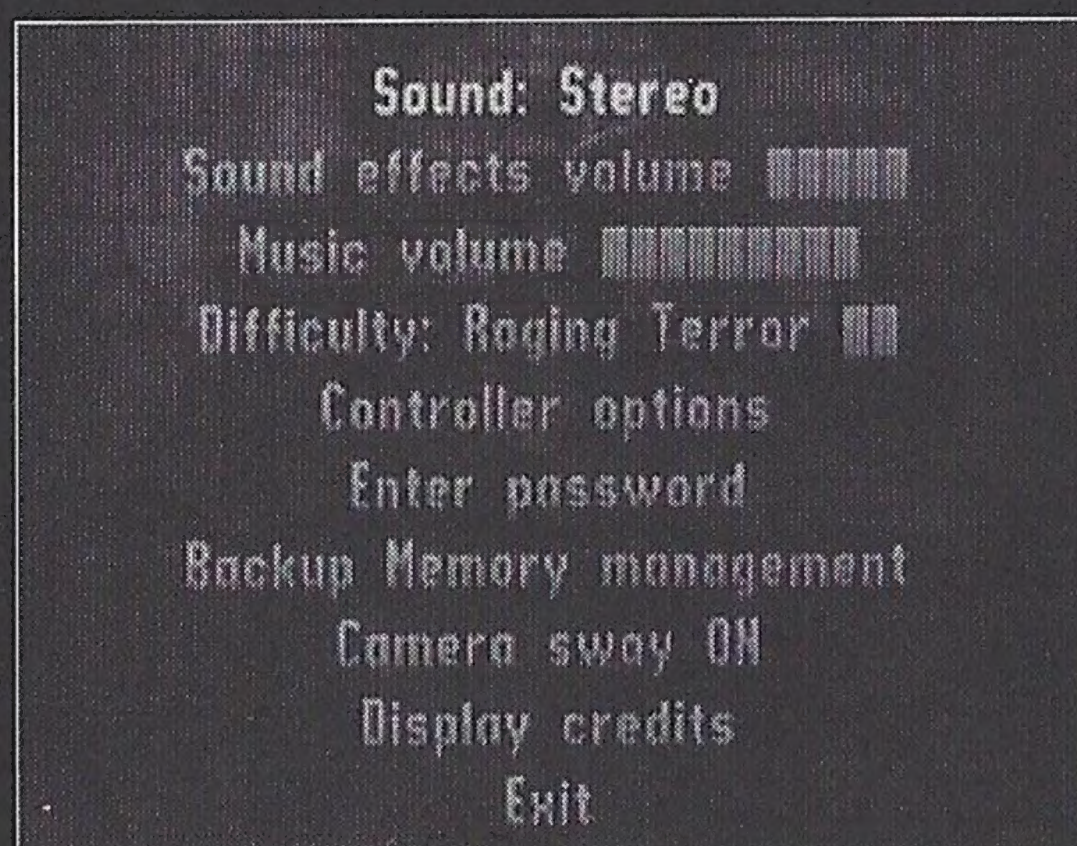 Sound: Stereo
Sound effects volume
Music volume
Difficulty: Raging Terror
Controller options
Enter password
Backup Memory management
Camera sway ON
Display credits
Exit